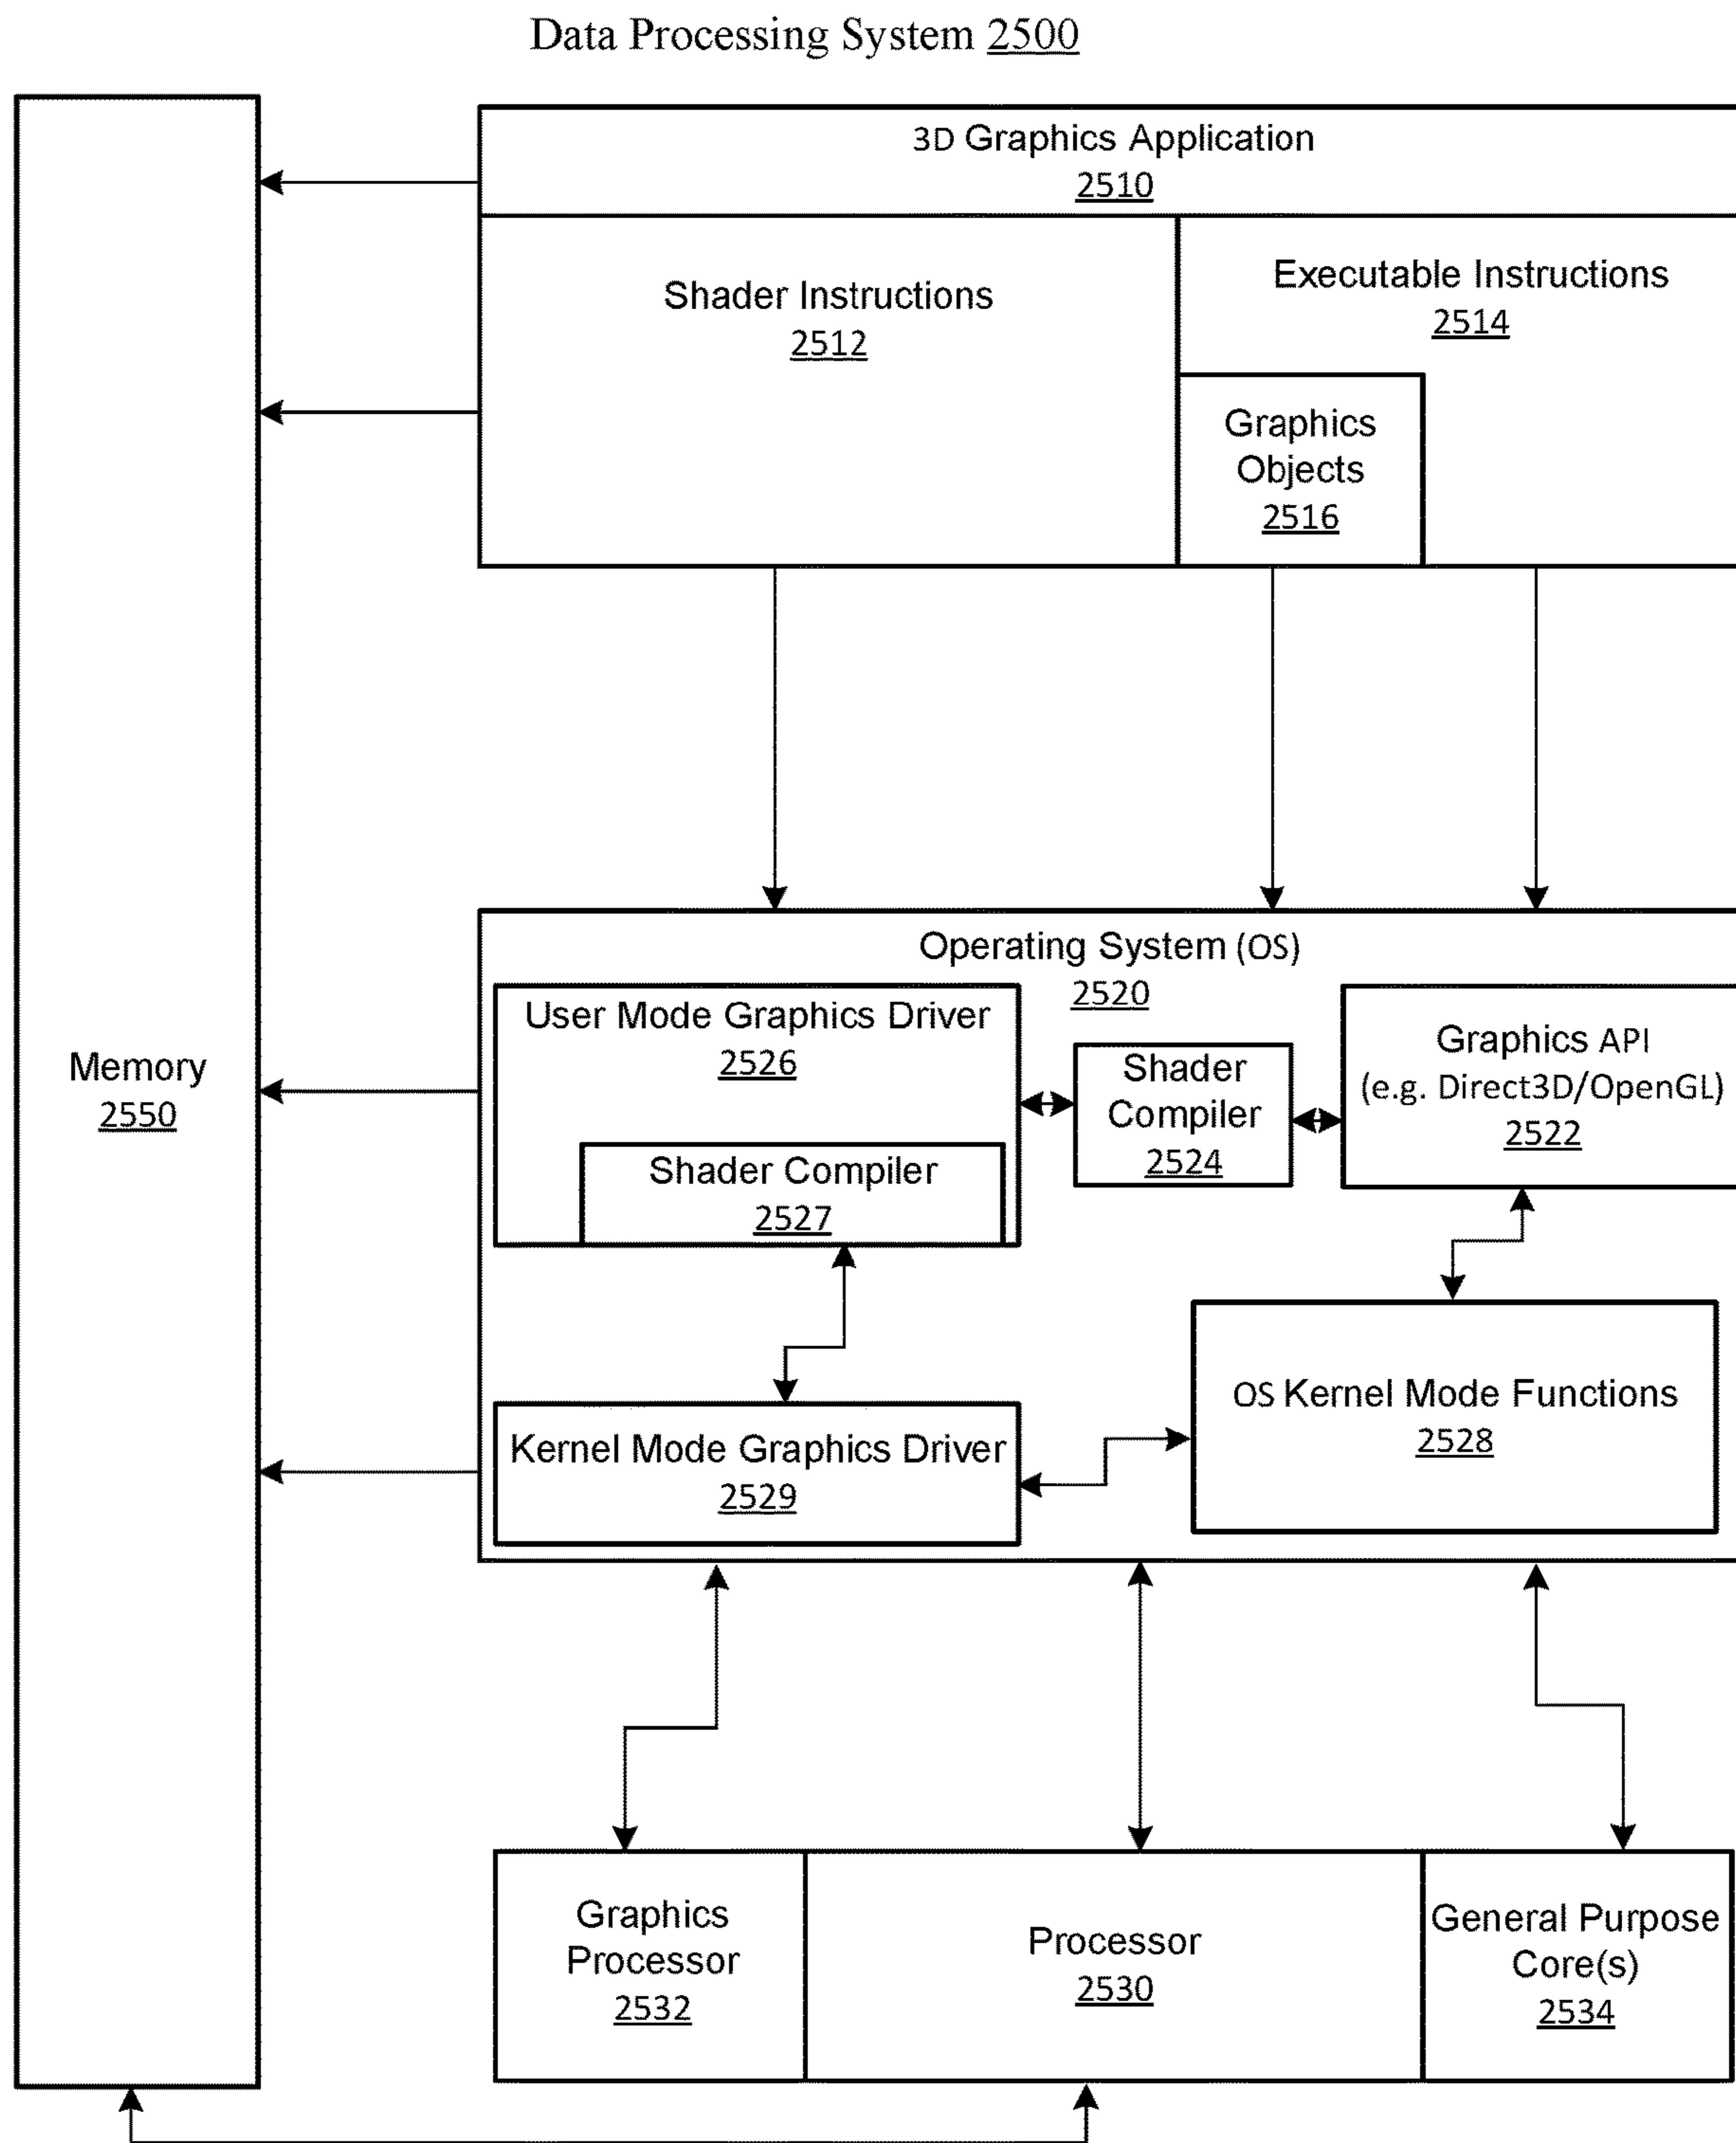 Data Processing System 2500
3D Graphics Application
2510
Shader Instructions
2512
Executable Instructions
2514
Graphics
Objects
2516
Memory
2550
Operating System (OS)
2520
User Mode Graphics Driver
2526
Shader Compiler
2527
Shader
Compiler
2524
Graphics API
(e.g. Direct3D/OpenGL)
2522
OS Kernel Mode Functions
2528
Kernel Mode Graphics Driver
2529
Graphics
Processor
2532
Processor
2530
General Purpose
Core(s)
2534